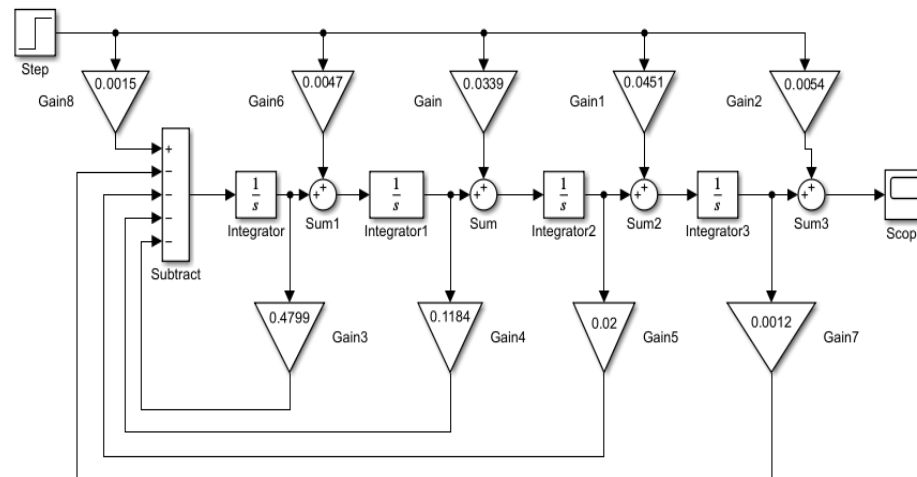 Step
0.0015
Gain8
0.0047
Gain6
0.0339
Gain
0.0451
Gain1
0.0054
Gain2
+
−
−
−
−
Subtract
1
s
Integrator
+
+
Sum1
1
s
Integrator1
+
+
Sum
1
s
Integrator2
+
+
Sum2
1
s
Integrator3
+
+
Sum3
Scop
0.4799
Gain3
0.1184
Gain4
0.02
Gain5
0.0012
Gain7